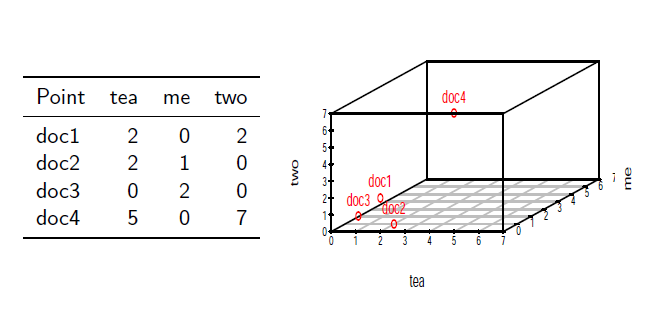 Point tea me two
doc1 2 0 2
doc2 2 1 0
doc3 0 2 0
doc4 5 0 7
doc4
doc1
doc3
doc2
two
7
6
5
4
3
2
1
0
0 1 2 3 4 5 6 7
tea
0
1
2
3
4
5
6
7
me